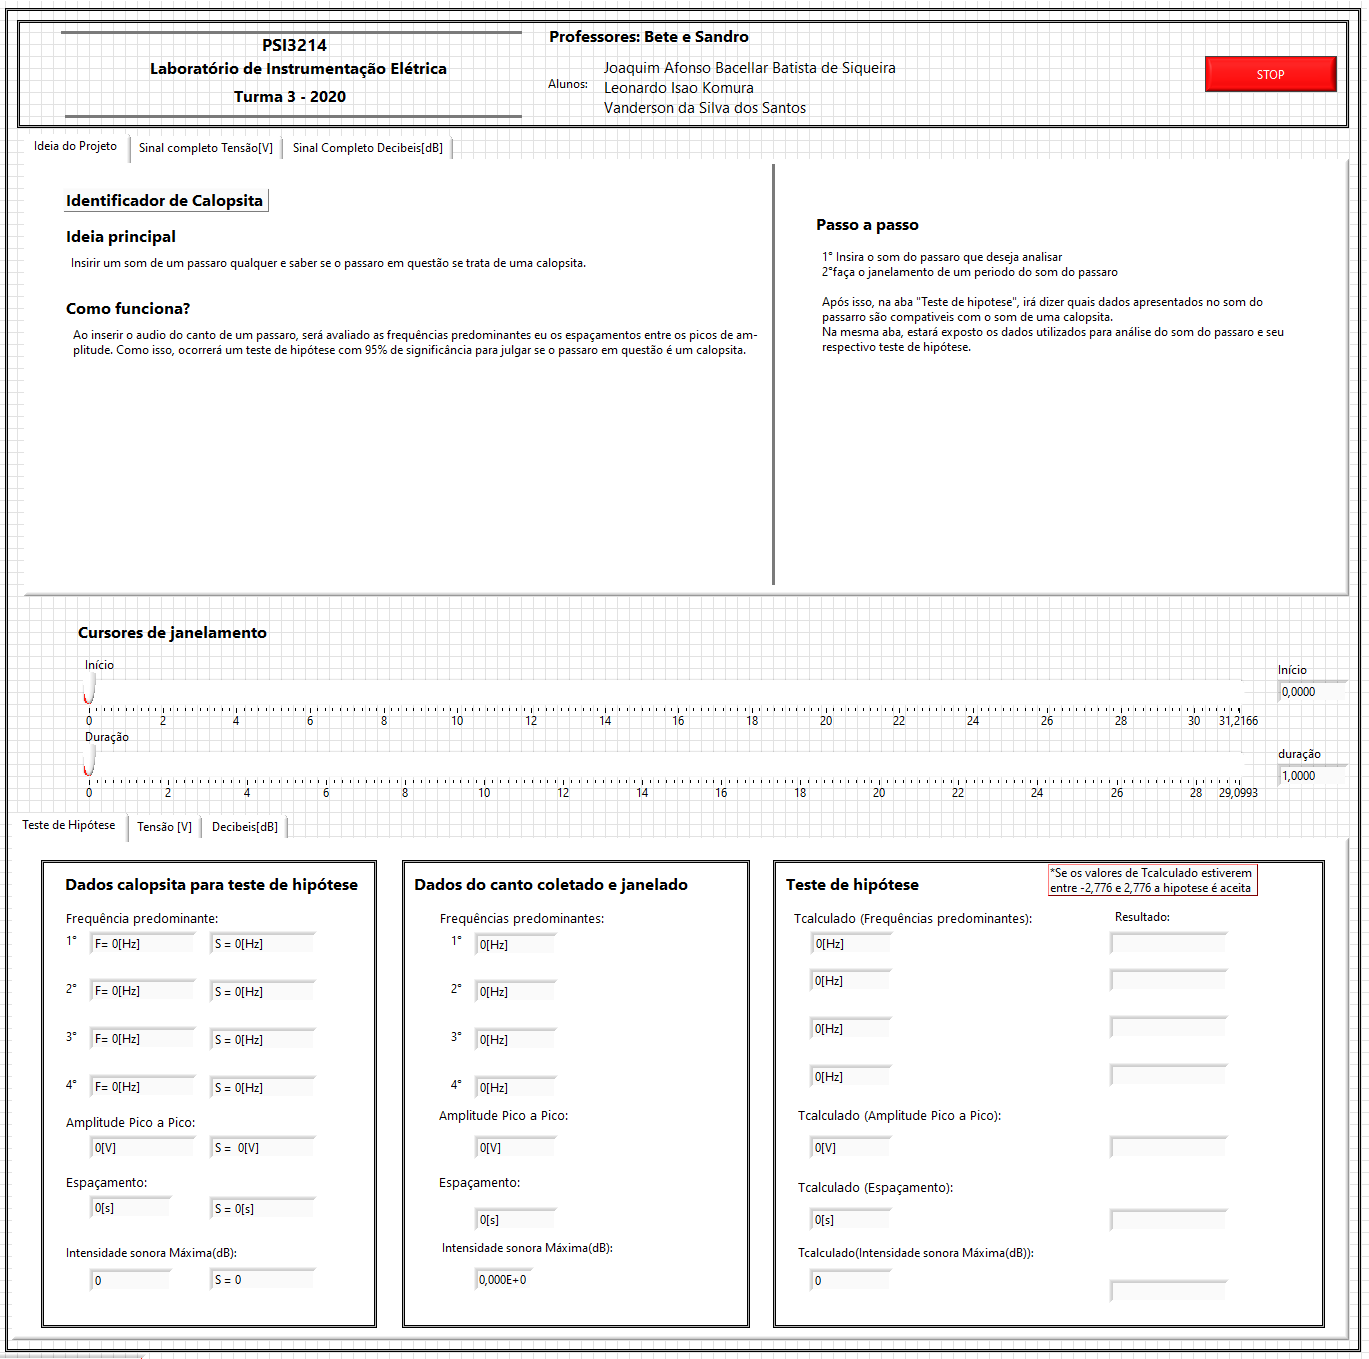 PSI3214
Laboratório de Instrumentação Elétrica
Turma 3 - 2020
Professores: Bete e Sandro
Alunos:
Joaquim Afonso Bacellar Batista de Siqueira
Leonardo Isao Komura
Vanderson da Silva dos Santos
STOP
Ideia do Projeto
Sinal completo Tensão[V]
Sinal Completo Decibeis[dB]
Identificador de Calopsita
Ideia principal
Insirir um som de um passaro qualquer e saber se o passaro em questão se trata de uma calopsita.
Como funciona?
Ao inserir o audio do canto de um passaro, será avaliado as frequências predominantes eu os espaçamentos entre os picos de am-
plitude. Como isso, ocorrerá um teste de hipótese com 95% de significância para julgar se o passaro em questão é um calopsita.
Passo a passo
1° Insira o som do passaro que deseja analisar
2°faça o janelamento de um periodo do som do passaro
Após isso, na aba "Teste de hipotese", irá dizer quais dados apresentados no som do
passarro são compativeis com o som de uma calopsita.
Na mesma aba, estará exposto os dados utilizados para análise do som do passaro e seu
respectivo teste de hipótese.
Cursores de janelamento
Início
0 2 4 6 8 10 12 14 16 18 20 22 24 26 28 30 31,2166
Início
0,0000
Duração
0 2 4 6 8 10 12 14 16 18 20 22 24 26 28 29,0993
duração
1,0000
Teste de Hipótese
Tensão [V]
Decibeis[dB]
Dados calopsita para teste de hipótese
Frequência predominante:
1° F= 0[Hz] S = 0[Hz]
2° F= 0[Hz] S = 0[Hz]
3° F= 0[Hz] S = 0[Hz]
4° F= 0[Hz] S = 0[Hz]
Amplitude Pico a Pico:
0[V] S =  0[V]
Espaçamento:
0[s] S = 0[s]
Intensidade sonora Máxima(dB):
0 S = 0
Dados do canto coletado e janelado
Frequências predominantes:
1° 0[Hz]
2° 0[Hz]
3° 0[Hz]
4° 0[Hz]
Amplitude Pico a Pico:
0[V]
Espaçamento:
0[s]
Intensidade sonora Máxima(dB):
0,000E+0
Teste de hipótese
*Se os valores de Tcalculado estiverem
entre -2,776 e 2,776 a hipotese é aceita
Tcalculado (Frequências predominantes):
Resultado:
0[Hz]
0[Hz]
0[Hz]
0[Hz]
Tcalculado (Amplitude Pico a Pico):
0[V]
Tcalculado (Espaçamento):
0[s]
Tcalculado(Intensidade sonora Máxima(dB)):
0